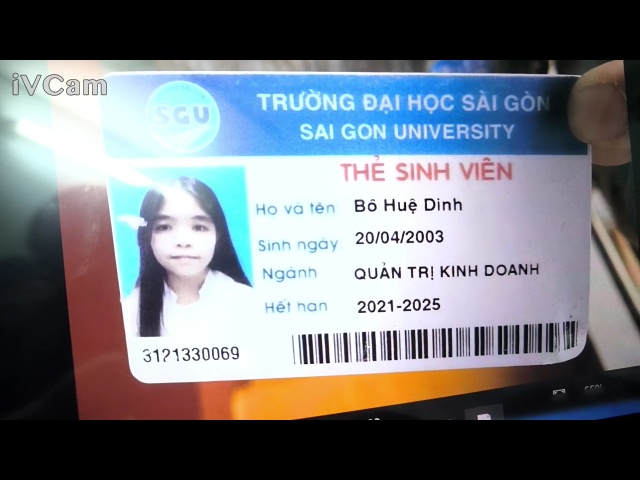 iVCam
SGU
TRƯỜNG ĐẠI HỌC SÀI GÒN
SAI GON UNIVERSITY
THẺ SINH VIÊN
Họ và tên Bô Huệ Dinh
Sinh ngày 20/04/2003
Ngành QUẢN TRỊ KINH DOANH
Hết hạn 2021-2025
3121330069